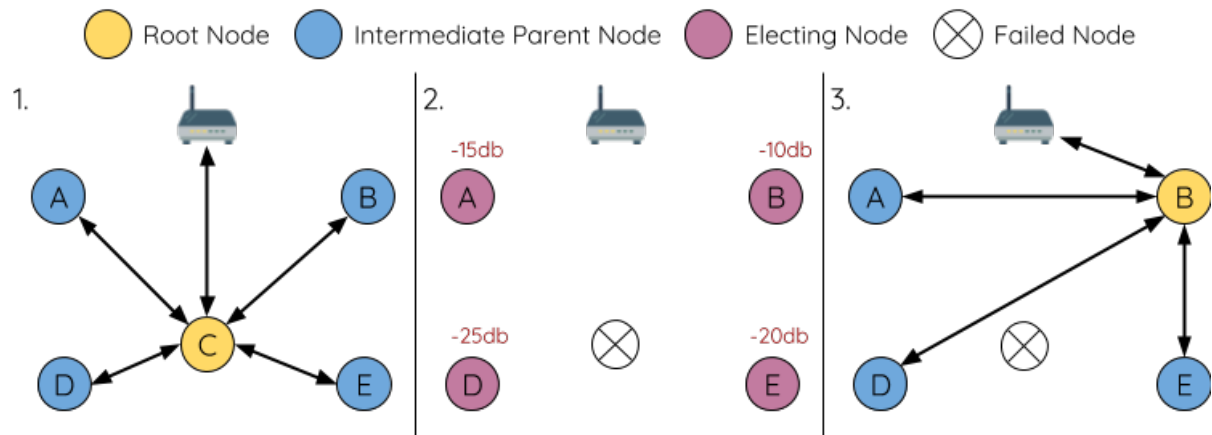 Root Node Intermediate Parent Node Electing Node Failed Node
1. 2. 3.
-15db -10db
A B A B A B
-25db -20db
C
D E D E D E